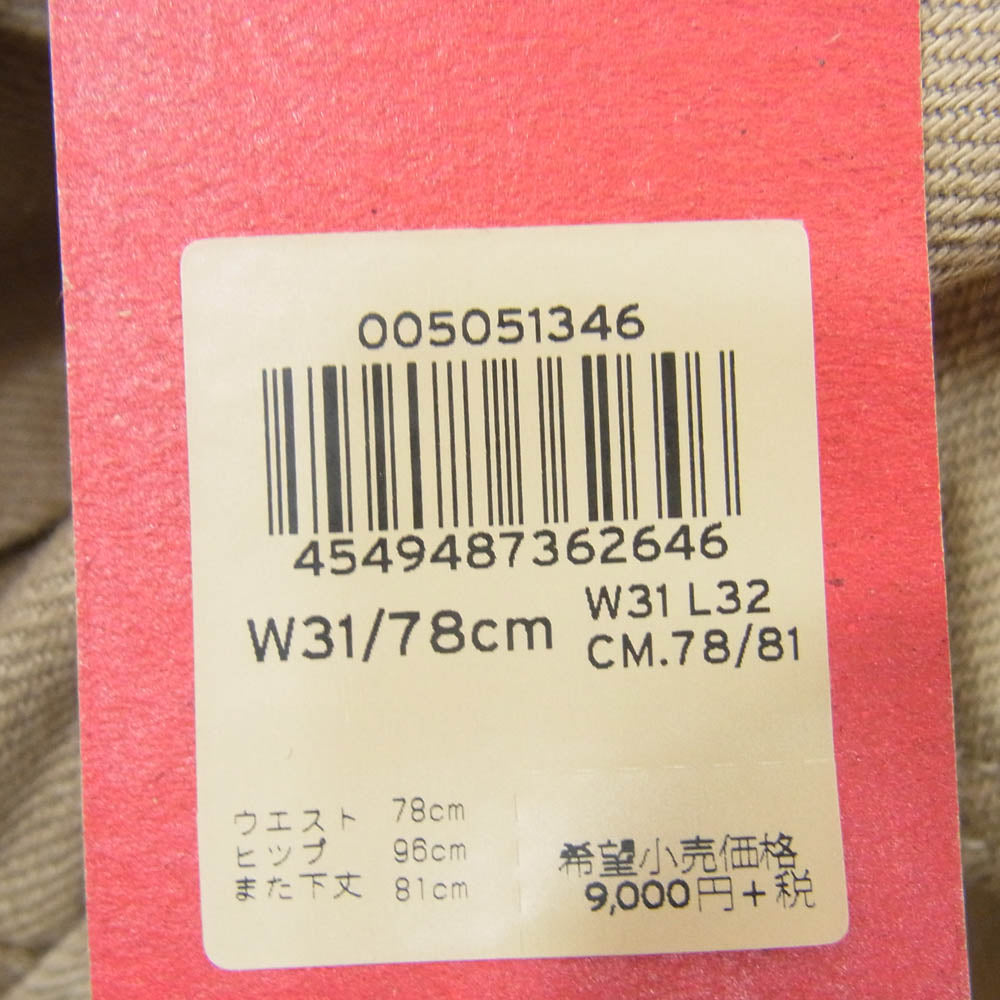 005051346
4549487362646
W31/78cm
W31 L32
CM.78/81
ウエスト 78cm
ヒップ 96cm
また下丈 81cm
希望小売価格
9,000円+税